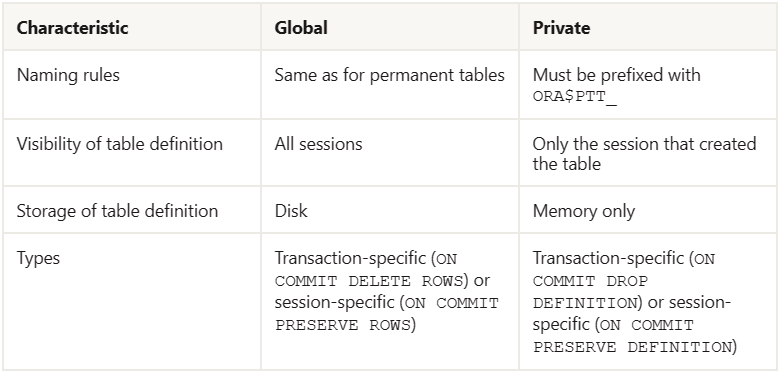 Characteristic Global Private
Naming rules Same as for permanent tables Must be prefixed with
ORA$PTT_
Visibility of table definition All sessions Only the session that created
the table
Storage of table definition Disk Memory only
Types Transaction-specific (ON Transaction-specific (ON
COMMIT DELETE ROWS) or COMMIT DROP
session-specific (ON COMMIT DEFINITION) or session-
PRESERVE ROWS) specific (ON COMMIT
PRESERVE DEFINITION)